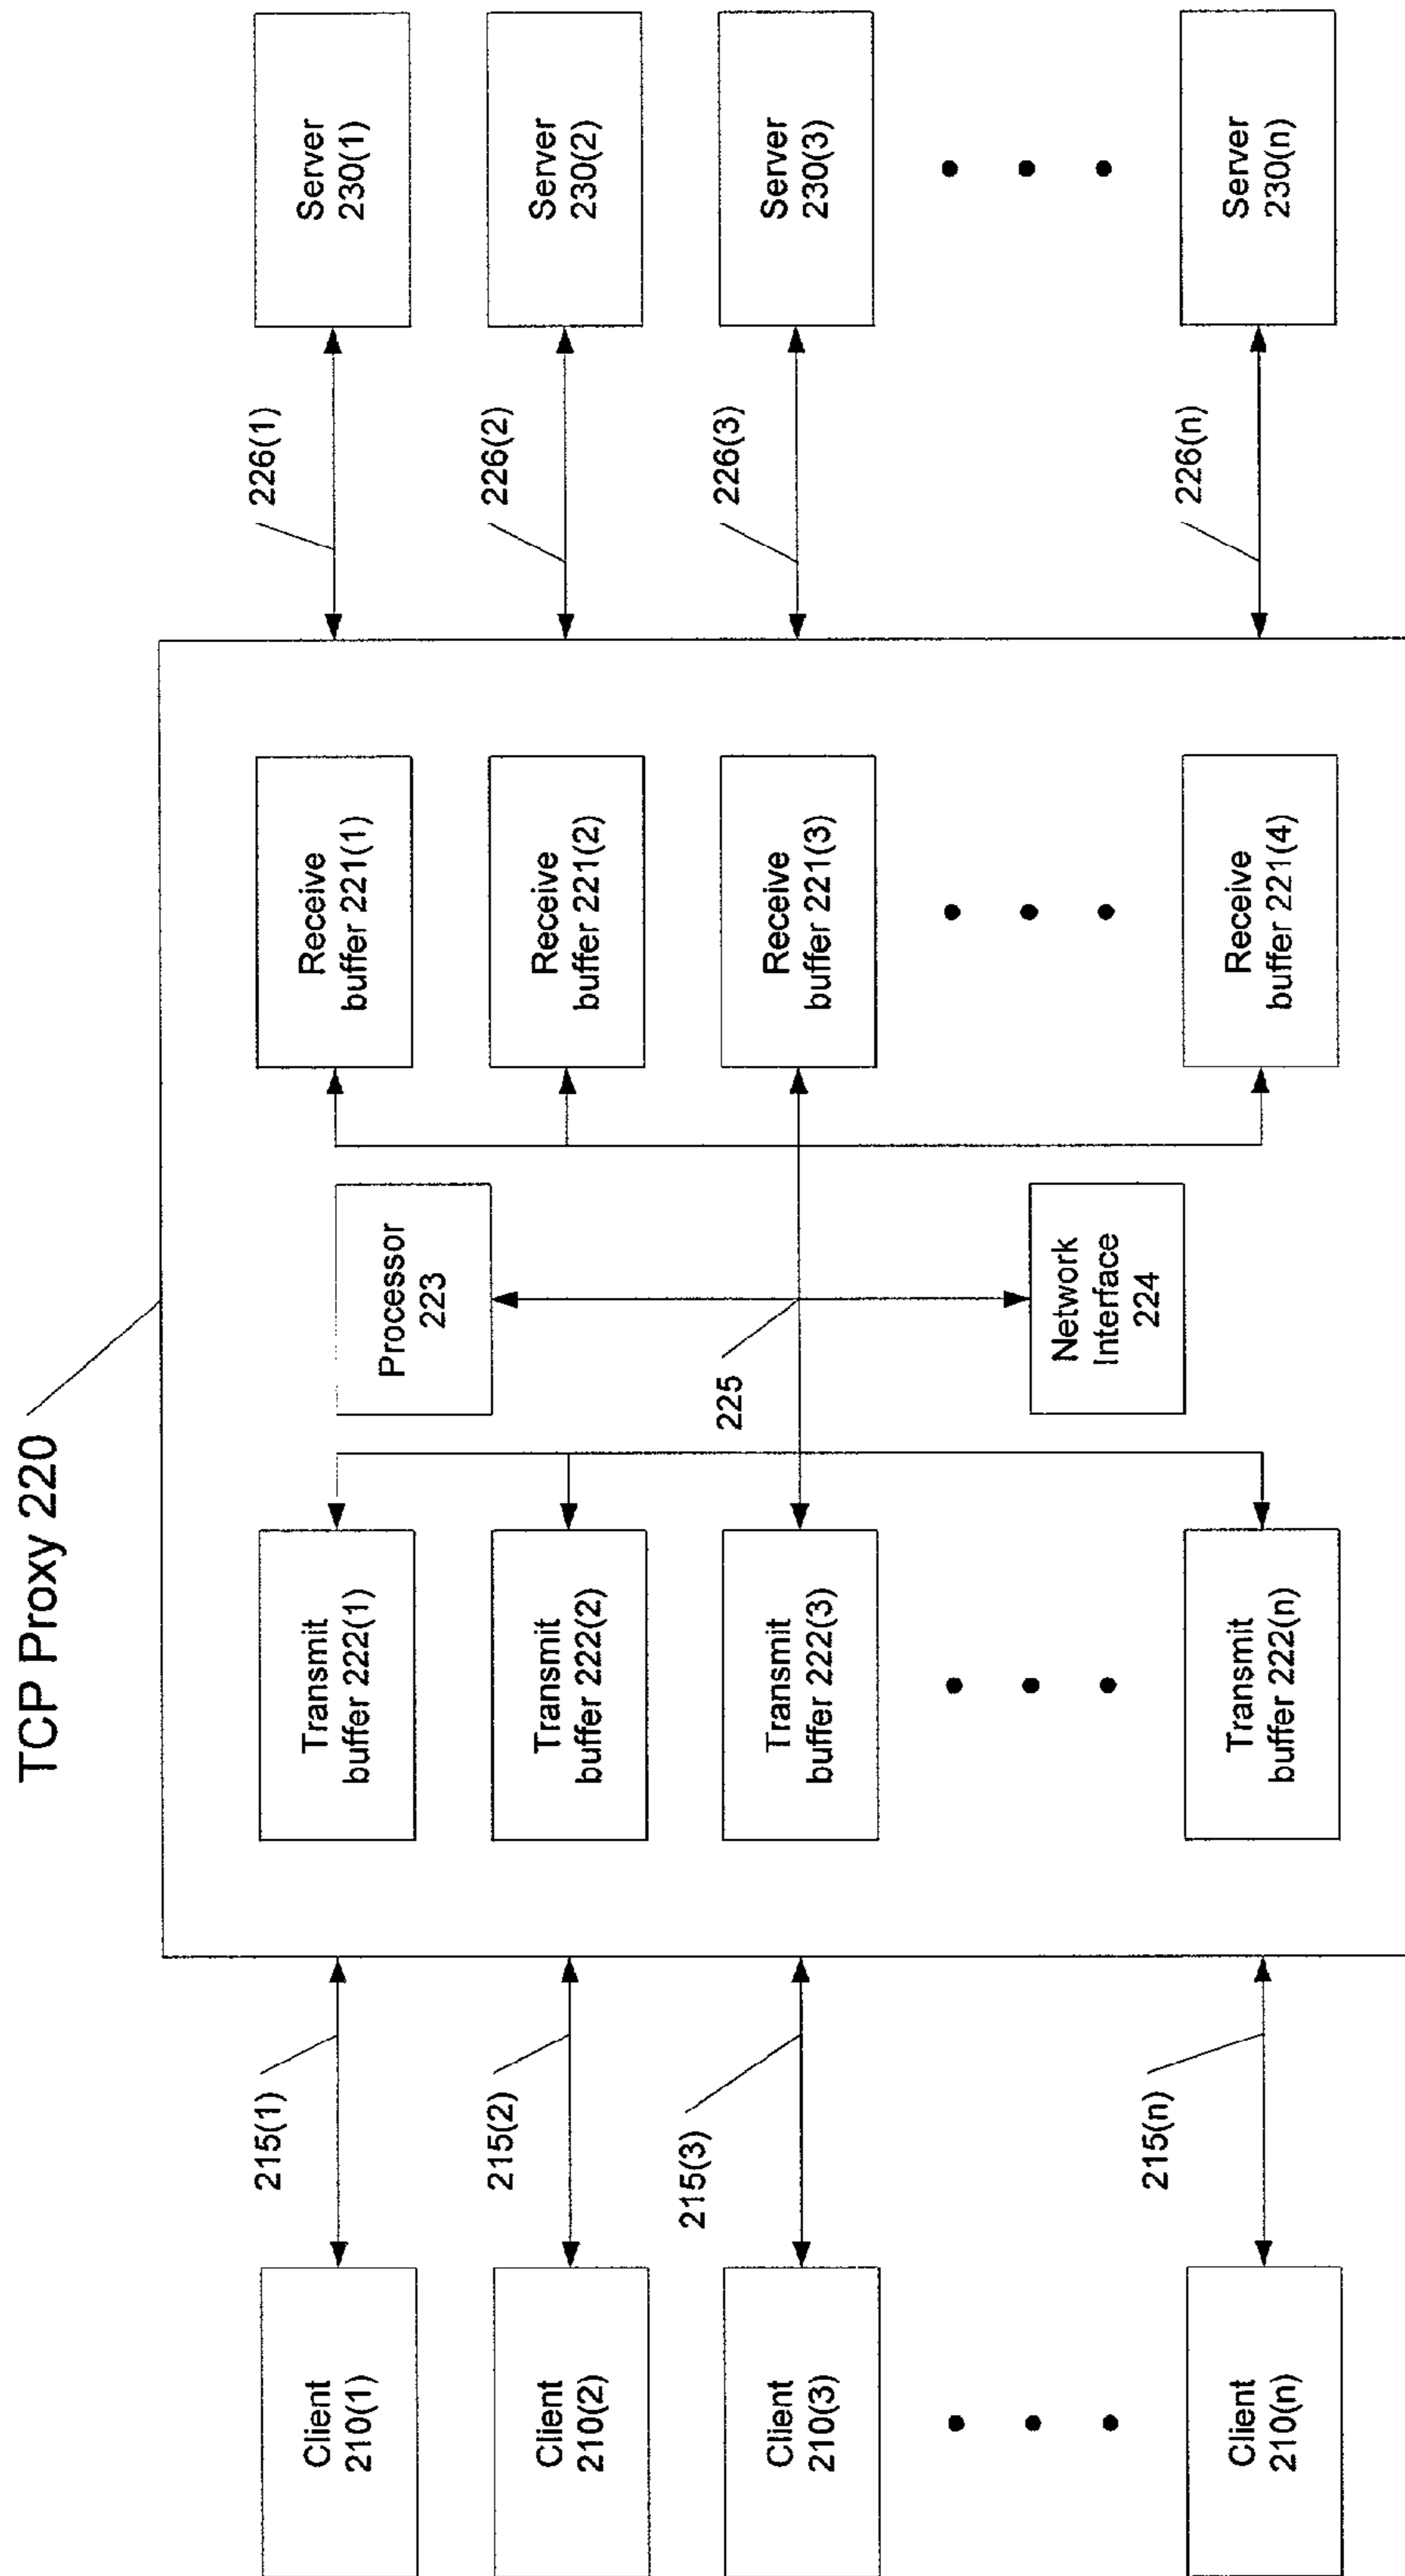 TCP Proxy 220
Client
210(1)
Client
210(2)
Client
210(3)
Client
210(n)
215(1)
215(2)
215(3)
215(n)
Transmit
buffer 222(1)
Transmit
buffer 222(2)
Transmit
buffer 222(3)
Transmit
buffer 222(n)
Processor
223
225
Network
Interface
224
Receive
buffer 221(1)
Receive
buffer 221(2)
Receive
buffer 221(3)
Receive
buffer 221(4)
226(1)
226(2)
226(3)
226(n)
Server
230(1)
Server
230(2)
Server
230(3)
Server
230(n)